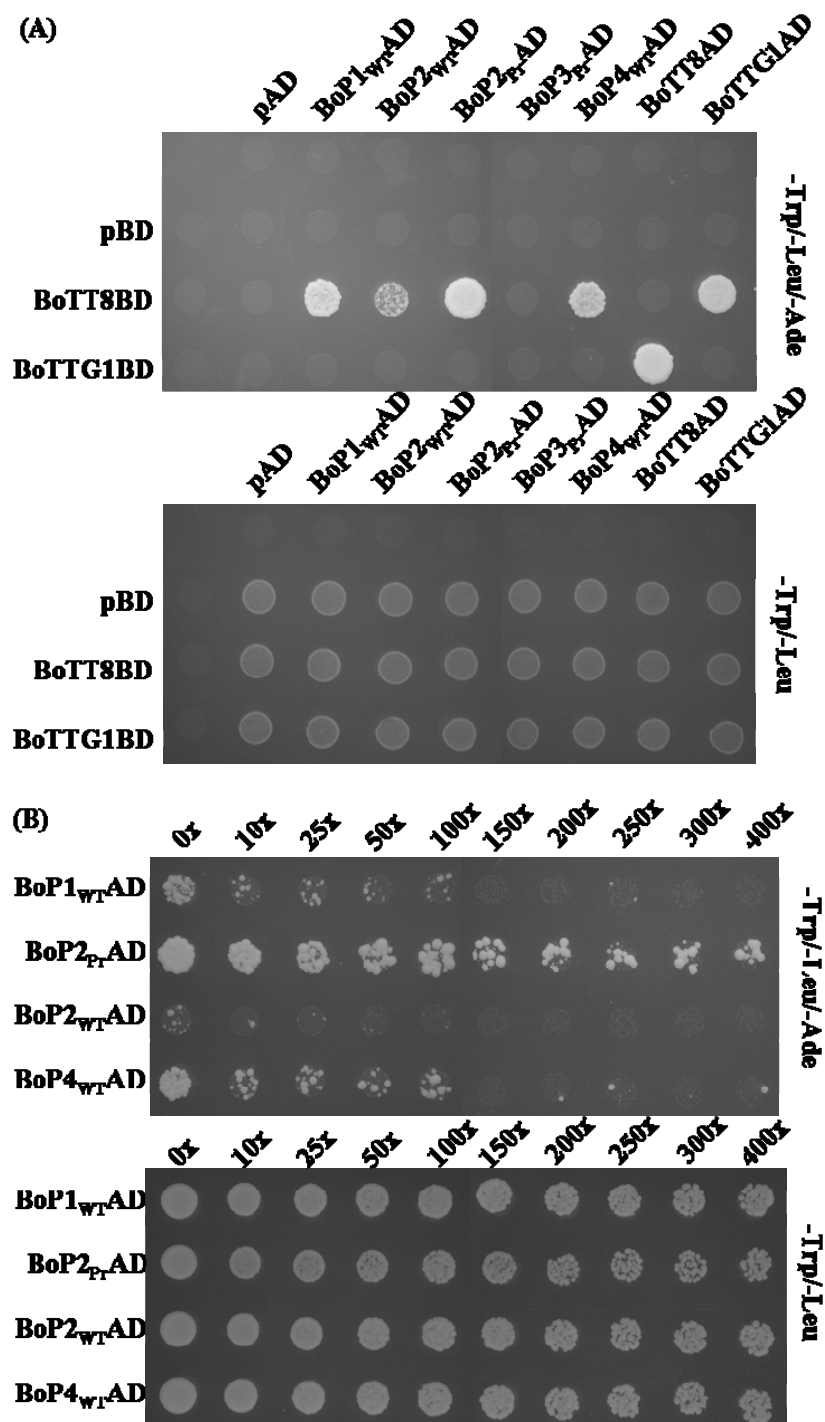 (A)
pAD BoP1WTAD BoP2WTAD BoP2PrAD BoP3PrAD BoP4WTAD BoTT8AD BoTTG1AD
pBD
BoTT8BD
BoTTG1BD
-Trp/-Leu/-Ade
pAD BoP1WTAD BoP2WTAD BoP2PrAD BoP3PrAD BoP4WTAD BoTT8AD BoTTG1AD
pBD
BoTT8BD
BoTTG1BD
-Trp/-Leu
(B)
0x 10x 25x 50x 100x 150x 200x 250x 300x 400x
BoP1WTAD
BoP2PrAD
BoP2WTAD
BoP4WTAD
-Trp/-Leu/-Ade
0x 10x 25x 50x 100x 150x 200x 250x 300x 400x
BoP1WTAD
BoP2PrAD
BoP2WTAD
BoP4WTAD
-Trp/-Leu